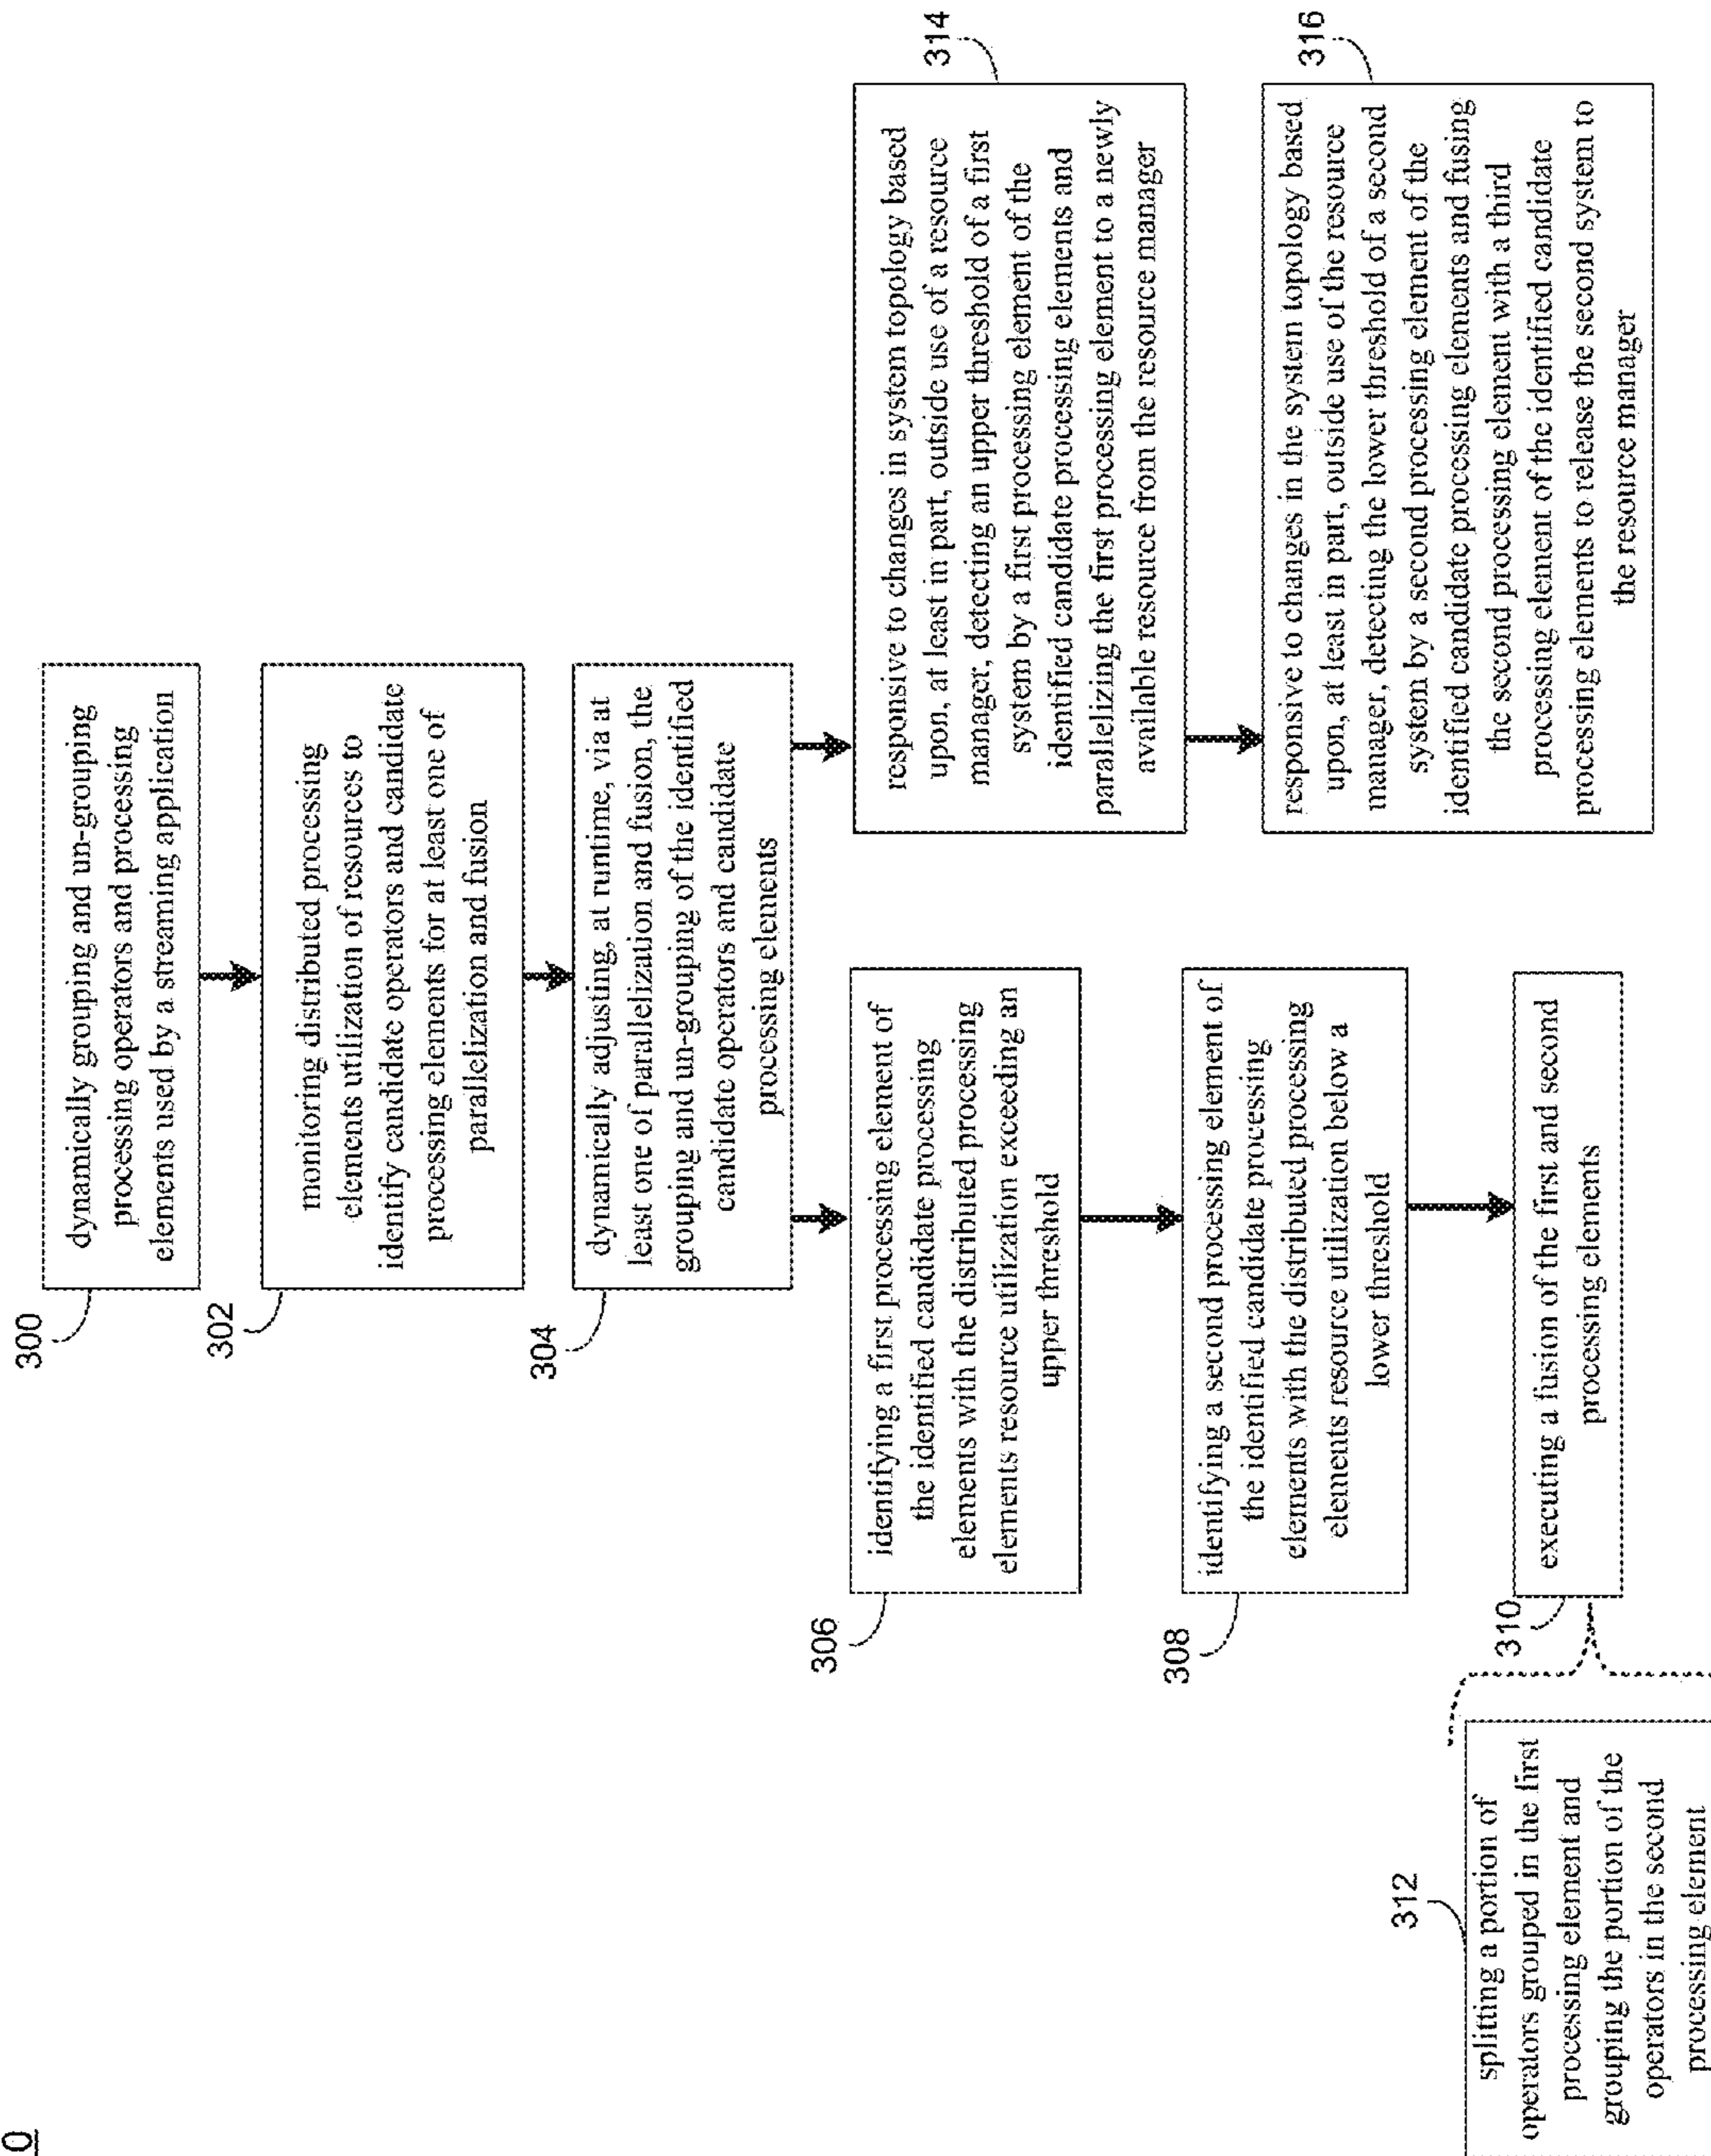 10
300
dynamically grouping and un-grouping
processing operators and processing
elements used by a streaming application
302
monitoring distributed processing
elements utilization of resources to
identify candidate operators and candidate
processing elements for at least one of
parallelization and fusion
304
dynamically adjusting, at runtime, via at
least one of parallelization and fusion, the
grouping and un-grouping of the identified
candidate operators and candidate
processing elements
306
identifying a first processing element of
the identified candidate processing
elements with the distributed processing
elements resource utilization exceeding an
upper threshold
308
identifying a second processing element of
the identified candidate processing
elements with the distributed processing
elements resource utilization below a
lower threshold
310
executing a fusion of the first and second
processing elements
312
splitting a portion of
operators grouped in the first
processing element and
grouping the portion of the
operators in the second
processing element
314
responsive to changes in system topology based
upon, at least in part, outside use of a resource
manager, detecting an upper threshold of a first
system by a first processing element of the
identified candidate processing elements and
parallelizing the first processing element to a newly
available resource from the resource manager
316
responsive to changes in the system topology based
upon, at least in part, outside use of the resource
manager, detecting the lower threshold of a second
system by a second processing element of the
identified candidate processing elements and fusing
the second processing element with a third
processing element of the identified candidate
processing elements to release the second system to
the resource manager